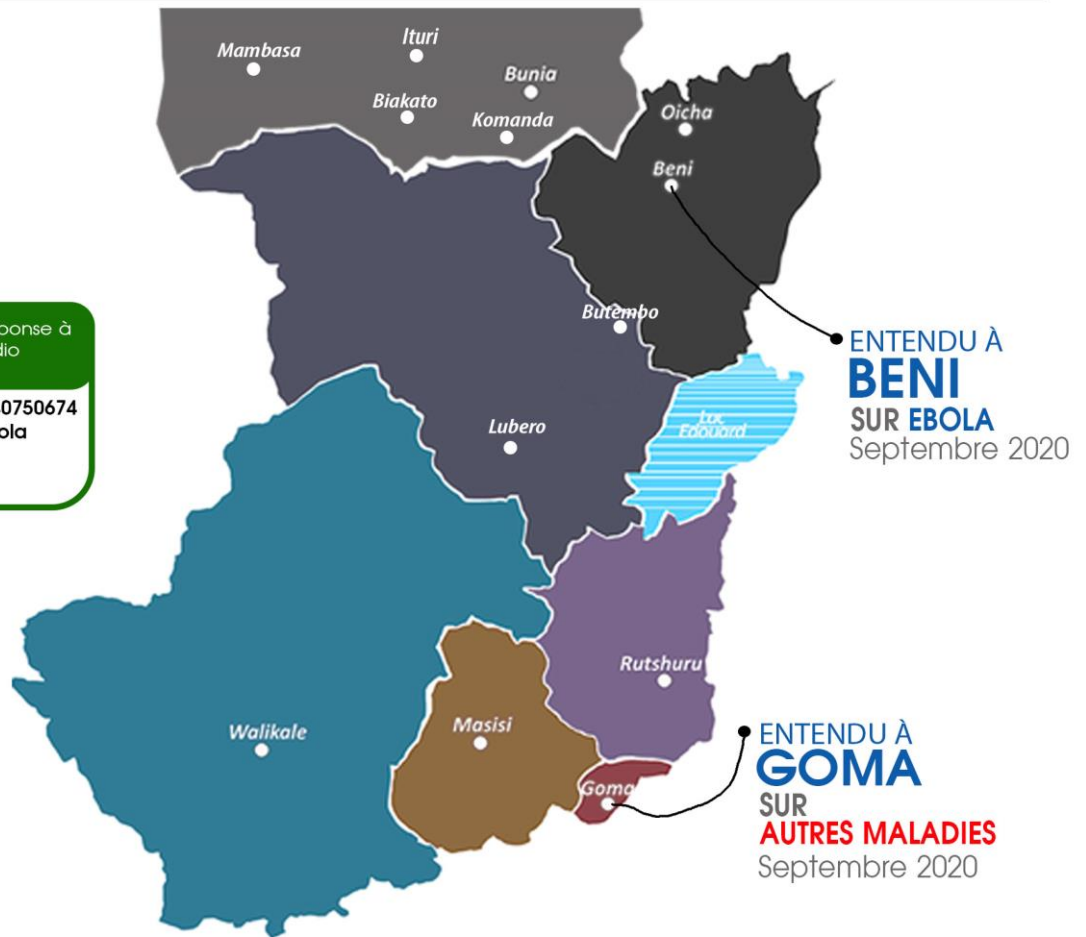 Mambasa
Ituri
Bunia
Biakato
Komanda
Oicha
Beni
ponse à
dio
0750674
ola
Butembo
ENTENDU À
BENI
SUR EBOLA
Septembre 2020
Luc
Edouard
Lubero
Rutshuru
Masisi
Walikale
ENTENDU À
GOMA
SUR
AUTRES MALADIES
Septembre 2020
Goma